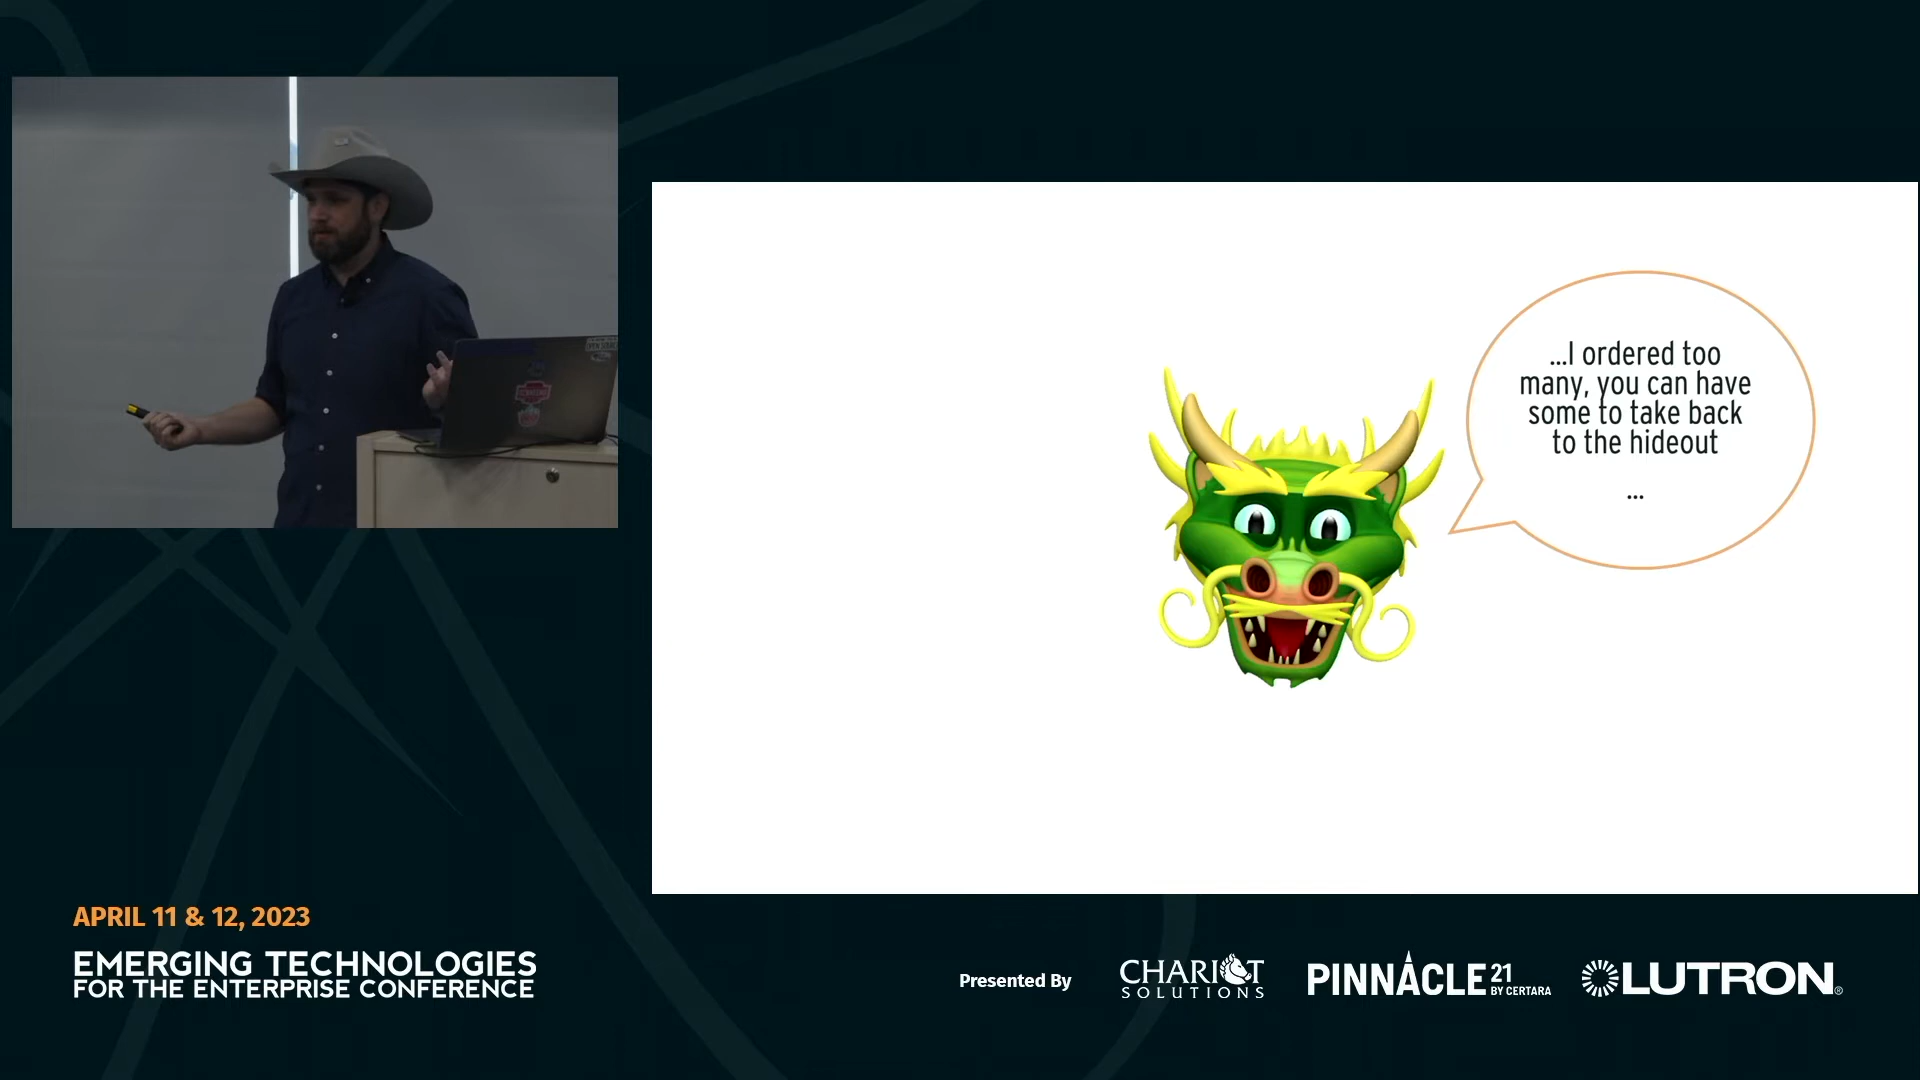 ...I ordered too
many, you can have
some to take back
to the hideout
...
APRIL 11 & 12, 2023
EMERGING TECHNOLOGIES
FOR THE ENTERPRISE CONFERENCE
Presented By
CHARIOT
SOLUTIONS
PINNACLE 21
BY CERTARA
LUTRON®